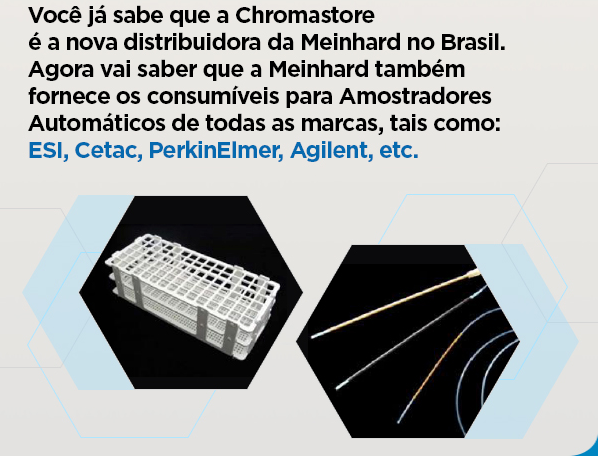 Você já sabe que a Chromastore
é a nova distribuidora da Meinhard no Brasil.
Agora vai saber que a Meinhard também
fornece os consumíveis para Amostradores
Automáticos de todas as marcas, tais como:
ESI, Cetac, PerkinElmer, Agilent, etc.